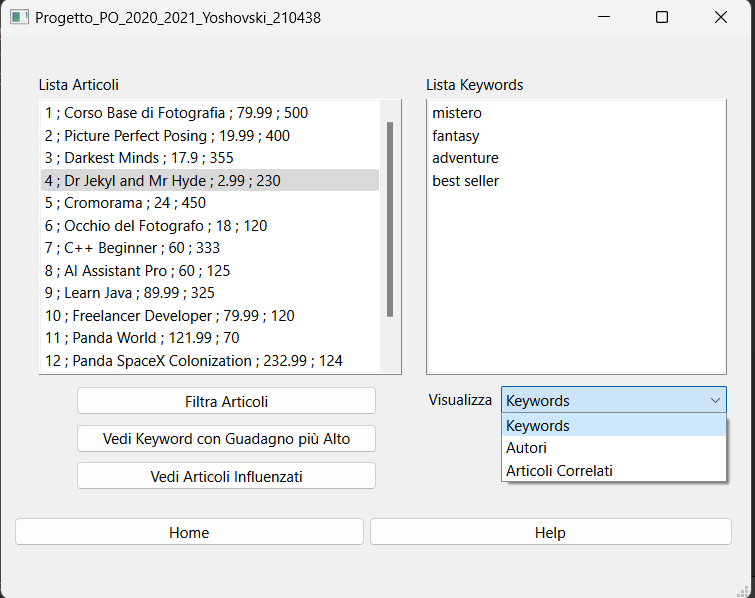 Progetto_PO_2020_2021_Yoshovski_210438
Lista Articoli
1 ; Corso Base di Fotografia ; 79.99 ; 500
2 ; Picture Perfect Posing ; 19.99 ; 400
3 ; Darkest Minds ; 17.9 ; 355
4 ; Dr Jekyl and Mr Hyde ; 2.99 ; 230
5 ; Cromorama ; 24 ; 450
6 ; Occhio del Fotografo ; 18 ; 120
7 ; C++ Beginner ; 60 ; 333
8 ; AI Assistant Pro ; 60 ; 125
9 ; Learn Java ; 89.99 ; 325
10 ; Freelancer Developer ; 79.99 ; 120
11 ; Panda World ; 121.99 ; 70
12 ; Panda SpaceX Colonization ; 232.99 ; 124
Lista Keywords
mistero
fantasy
adventure
best seller
Filtra Articoli
Vedi Keyword con Guadagno più Alto
Vedi Articoli Influenzati
Visualizza
Keywords
Keywords
Autori
Articoli Correlati
Home
Help